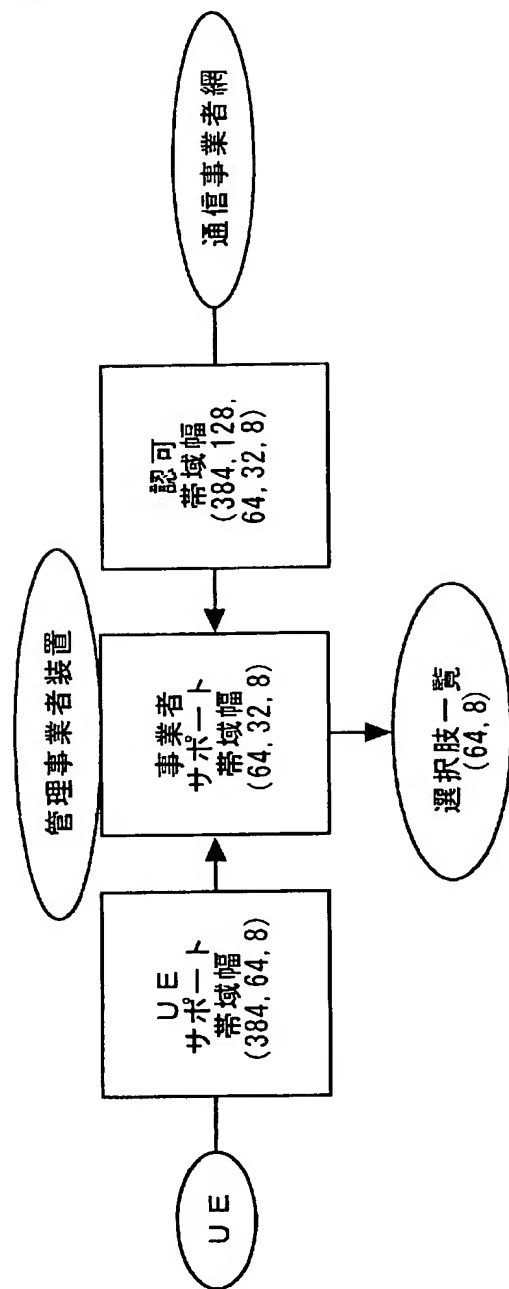 UE
UE
サポート
帯域幅
(384,64,8)
管理事業者装置
事業者
サポート
帯域幅
(64,32,8)
選択肢一覧
(64,8)
認可
帯域幅
(384,128,
64,32,8)
通信事業者網